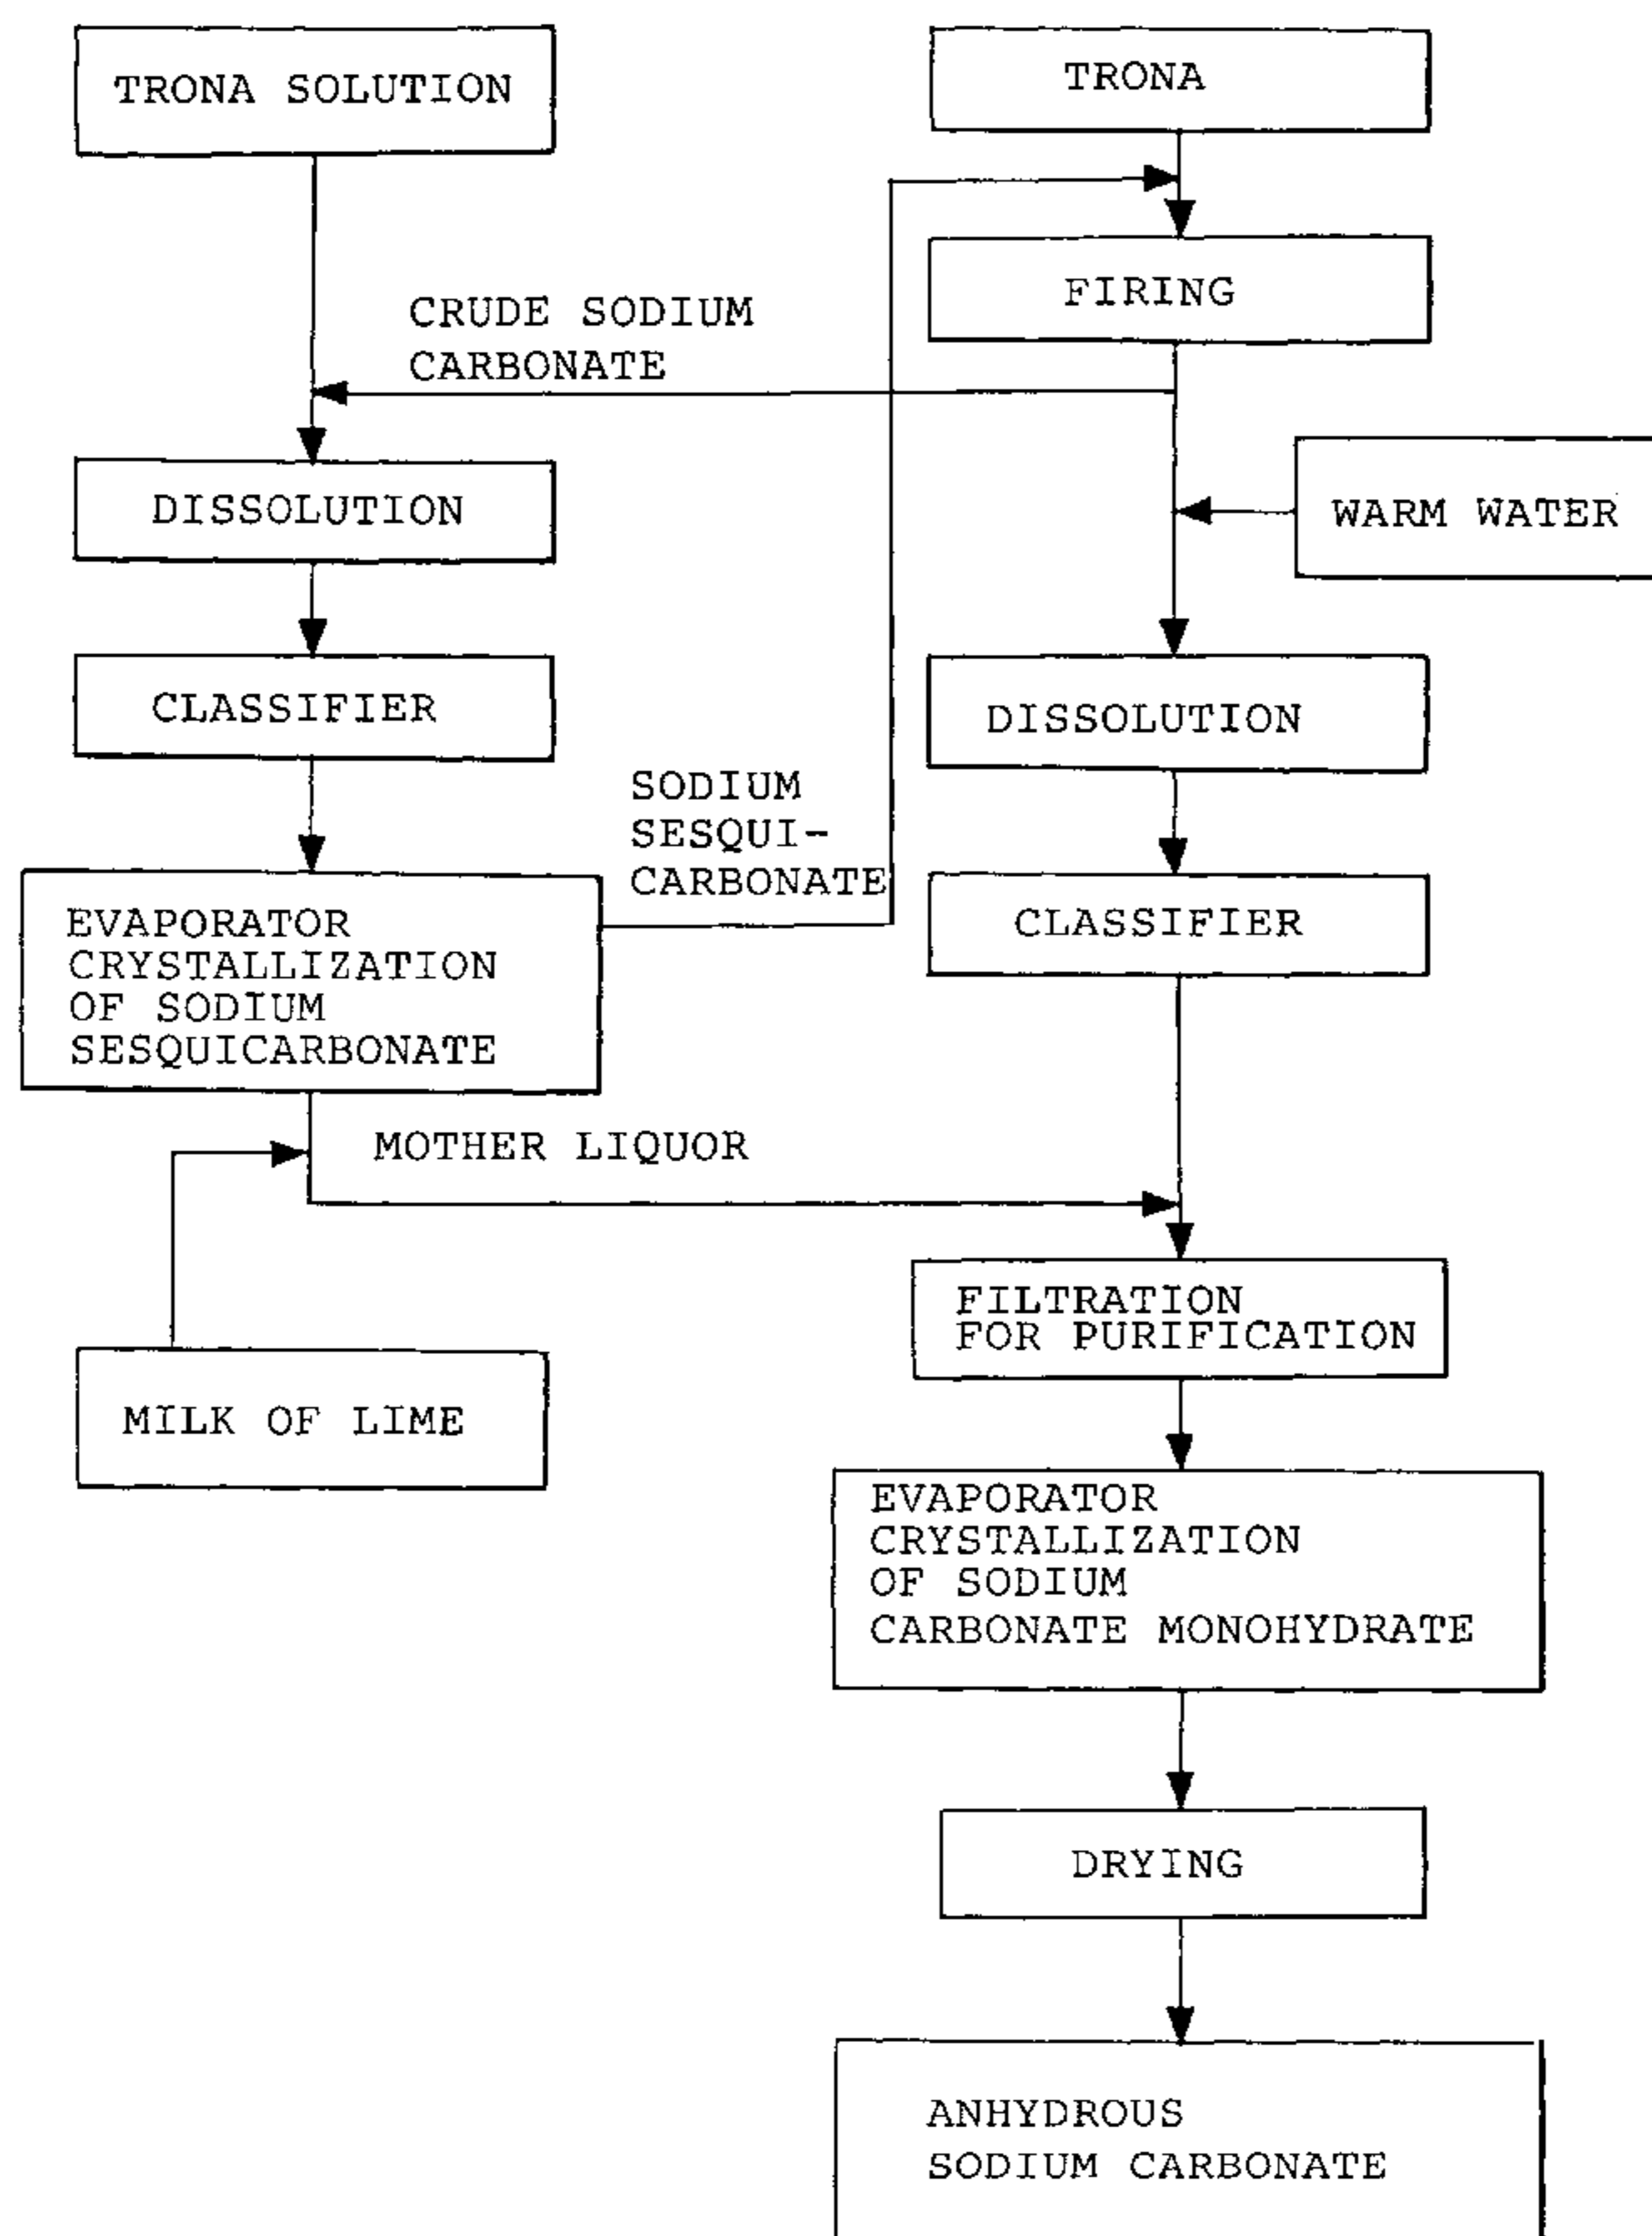 TRONA SOLUTION
TRONA
FIRING
CRUDE SODIUM
CARBONATE
DISSOLUTION
WARM WATER
CLASSIFIER
DISSOLUTION
SODIUM
SESQUI-
CARBONATE
EVAPORATOR
CRYSTALLIZATION
OF SODIUM
SESQUICARBONATE
CLASSIFIER
MOTHER LIQUOR
FILTRATION
FOR PURIFICATION
MILK OF LIME
EVAPORATOR
CRYSTALLIZATION
OF SODIUM
CARBONATE MONOHYDRATE
DRYING
ANHYDROUS
SODIUM CARBONATE